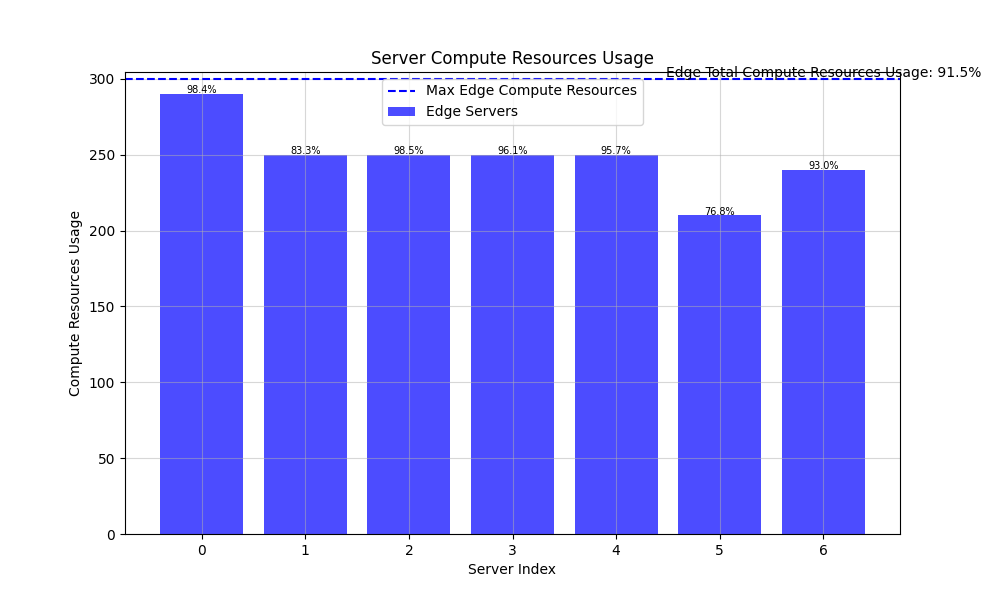 Server Compute Resources Usage
Edge Total Compute Resources Usage: 91.5%
Max Edge Compute Resources
Edge Servers
Compute Resources Usage
300
250
200
150
100
50
0
98.4%
83.3%
98.5%
96.1%
95.7%
76.8%
93.0%
0 1 2 3 4 5 6
Server Index